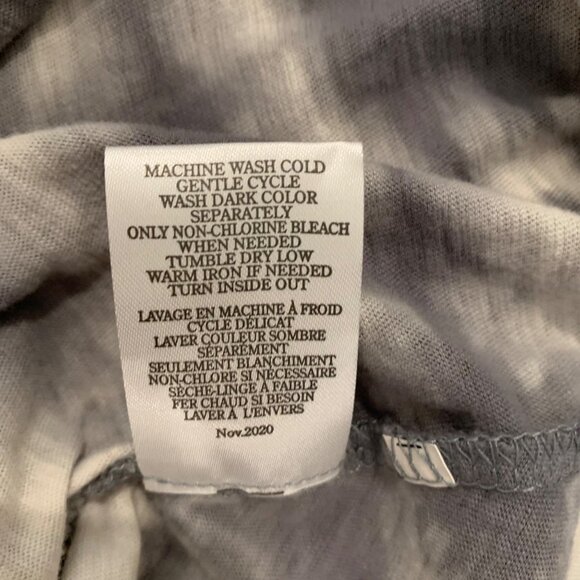 MACHINE WASH COLD
GENTLE CYCLE
WASH DARK COLOR
SEPARATELY
ONLY NON-CHLORINE BLEACH
WHEN NEEDED
TUMBLE DRY LOW
WARM IRON IF NEEDED
TURN INSIDE OUT
LAVAGE EN MACHINE À FROID
CYCLE DÉLICAT
LAVER COULEUR SOMBRE
SÉPARÉMENT
SEULEMENT BLANCHIMENT
NON-CHLORE SI NÉCESSAIRE
SÈCHE-LINGE À FAIBLE
FER CHAUD SI BESOIN
LAVER À L'ENVERS
Nov.2020